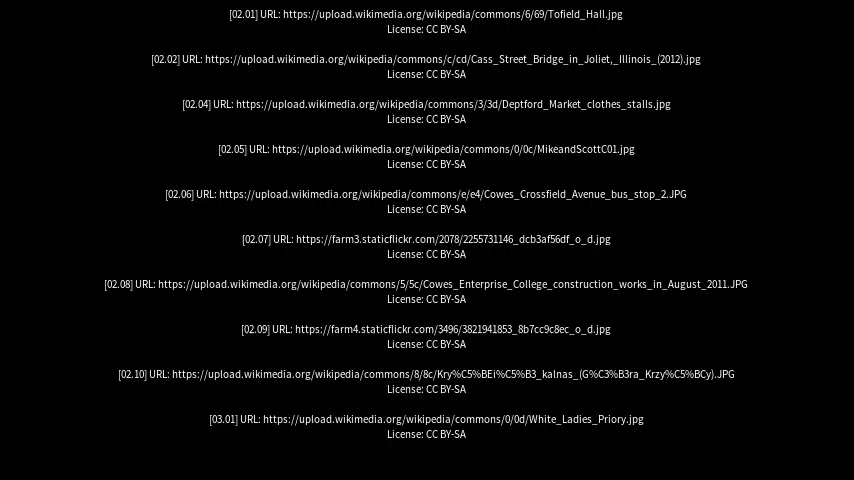 [02.01] URL: https://upload.wikimedia.org/wikipedia/commons/6/69/Tofield_Hall.jpg
License: CC BY-SA
[02.02] URL: https://upload.wikimedia.org/wikipedia/commons/c/cd/Cass_Street_Bridge_in_Joliet,_Illinois_(2012).jpg
License: CC BY-SA
[02.04] URL: https://upload.wikimedia.org/wikipedia/commons/3/3d/Deptford_Market_clothes_stalls.jpg
License: CC BY-SA
[02.05] URL: https://upload.wikimedia.org/wikipedia/commons/0/0c/MikeandScottC01.jpg
License: CC BY-SA
[02.06] URL: https://upload.wikimedia.org/wikipedia/commons/e/e4/Cowes_Crossfield_Avenue_bus_stop_2.JPG
License: CC BY-SA
[02.07] URL: https://farm3.staticflickr.com/2078/2255731146_dcb3af56df_o_d.jpg
License: CC BY-SA
[02.08] URL: https://upload.wikimedia.org/wikipedia/commons/5/5c/Cowes_Enterprise_College_construction_works_in_August_2011.JPG
License: CC BY-SA
[02.09] URL: https://farm4.staticflickr.com/3496/3821941853_8b7cc9c8ec_o_d.jpg
License: CC BY-SA
[02.10] URL: https://upload.wikimedia.org/wikipedia/commons/8/8c/Kry%C5%BEi%C5%B3_kalnas_(G%C3%B3ra_Krzy%C5%BCy).JPG
License: CC BY-SA
[03.01] URL: https://upload.wikimedia.org/wikipedia/commons/0/0d/White_Ladies_Priory.jpg
License: CC BY-SA